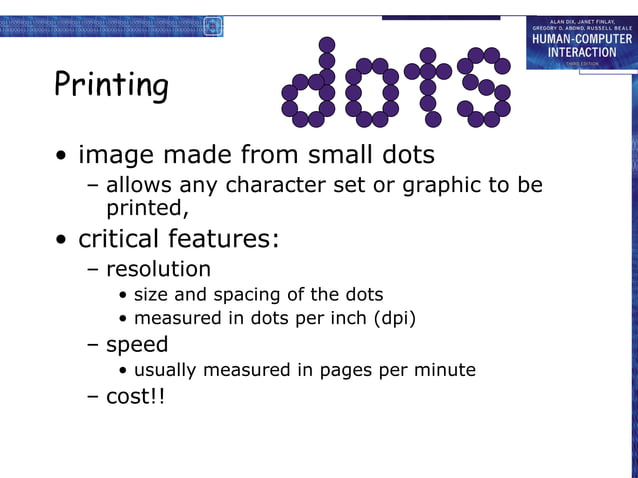 ALAN DIX, JANET FINLAY,
GREGORY D. ABOWD, RUSSELL BEALE
HUMAN-COMPUTER
INTERACTION
THIRD EDITION
dots
Printing
• image made from small dots
– allows any character set or graphic to be
printed,
• critical features:
– resolution
• size and spacing of the dots
• measured in dots per inch (dpi)
– speed
• usually measured in pages per minute
– cost!!